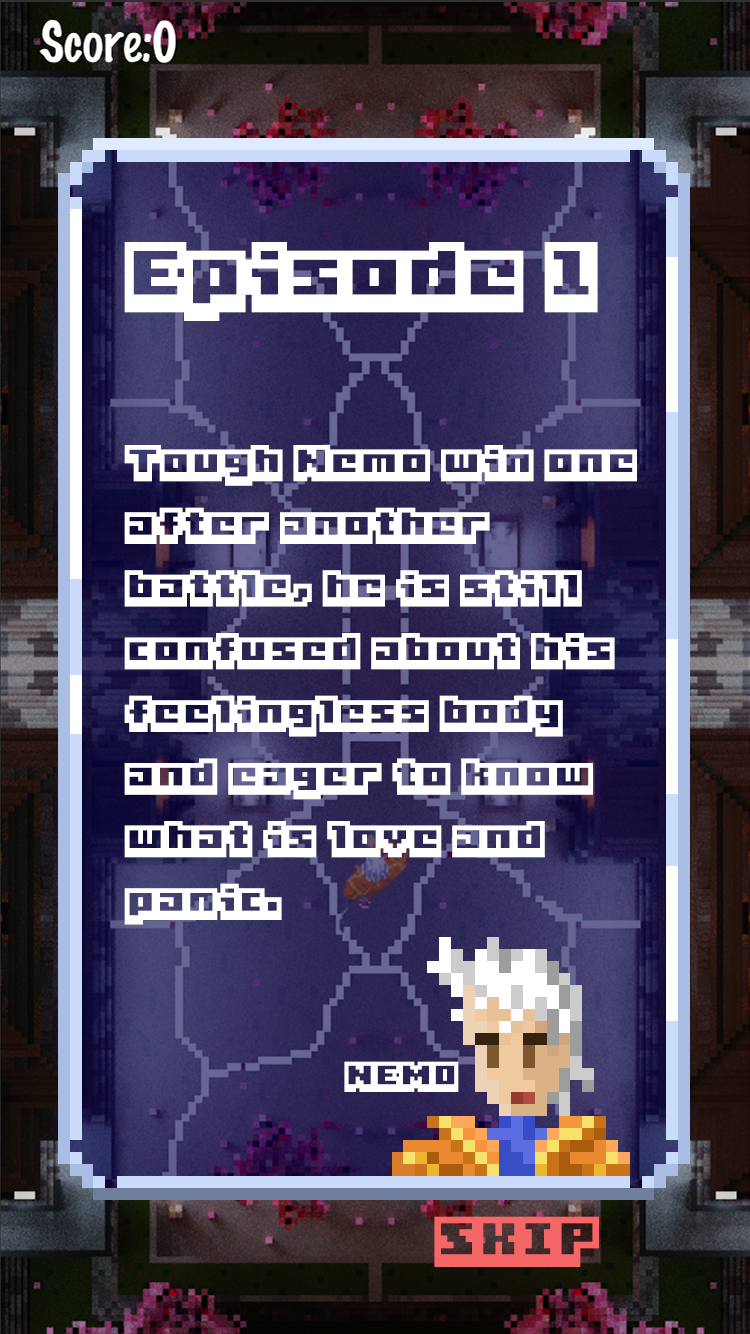 Score:0
Episode 1
Tough Nemo win one
after another
battle, he is still
confused about his
feelingless body
and eager to know
what is love and
panic.
NEMO
SKIP